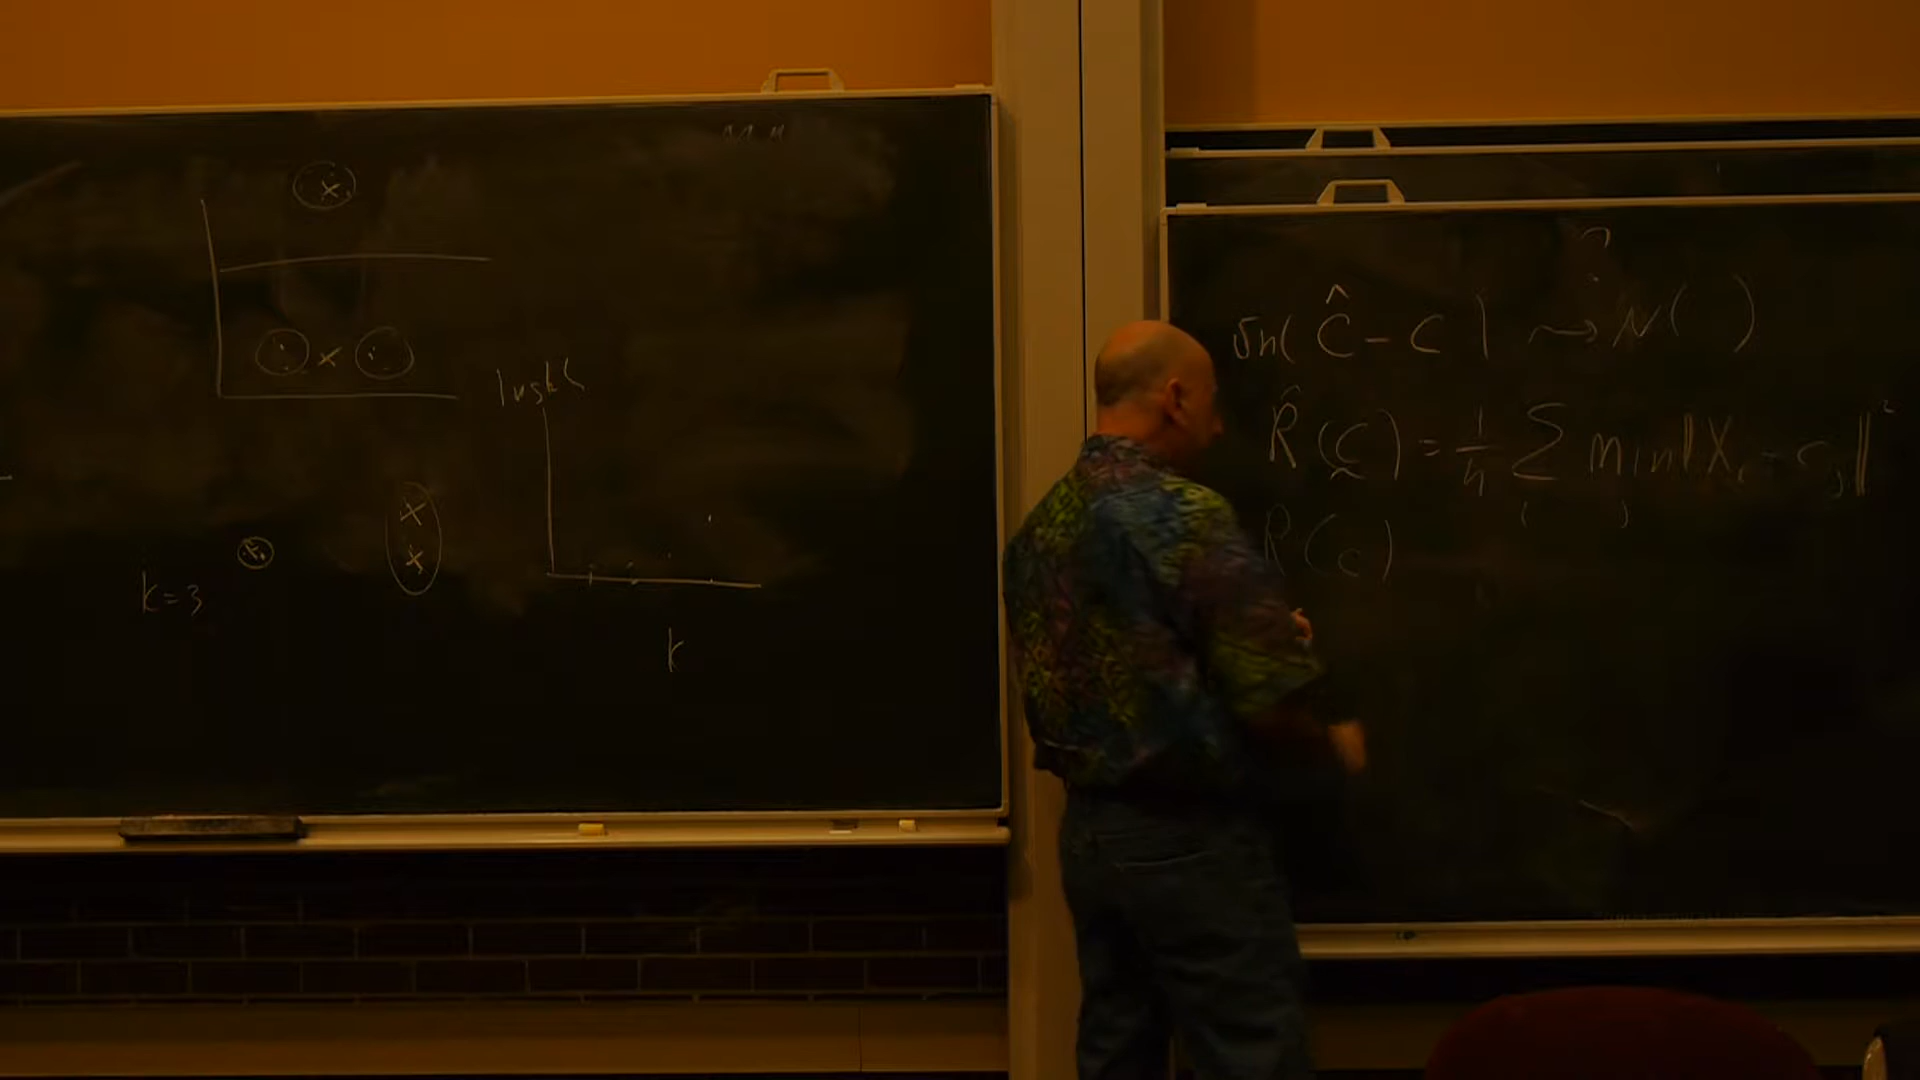 k=3
k
?
√n( Ĉ - C ) ⇝ N( )
R̂ (C) = 1/n ∑ min ‖X_i - c_j‖²
R (c)